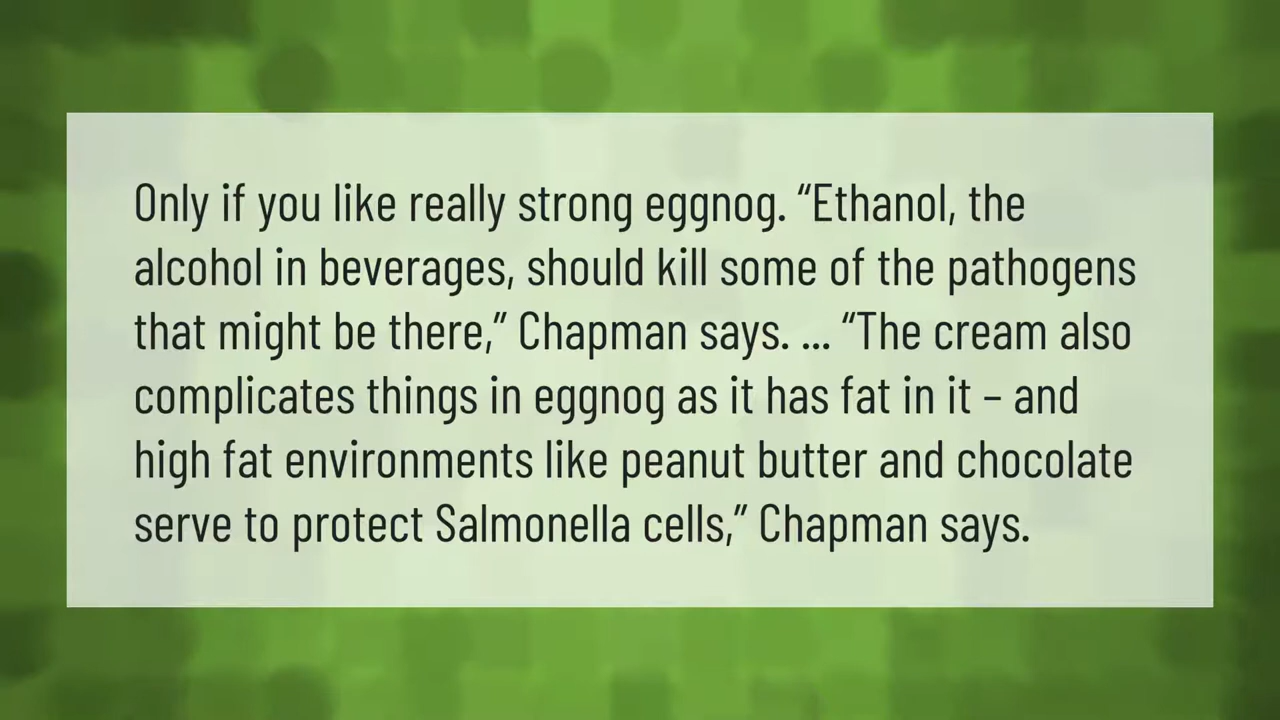 Only if you like really strong eggnog. “Ethanol, the
alcohol in beverages, should kill some of the pathogens
that might be there,” Chapman says. ... “The cream also
complicates things in eggnog as it has fat in it – and
high fat environments like peanut butter and chocolate
serve to protect Salmonella cells,” Chapman says.